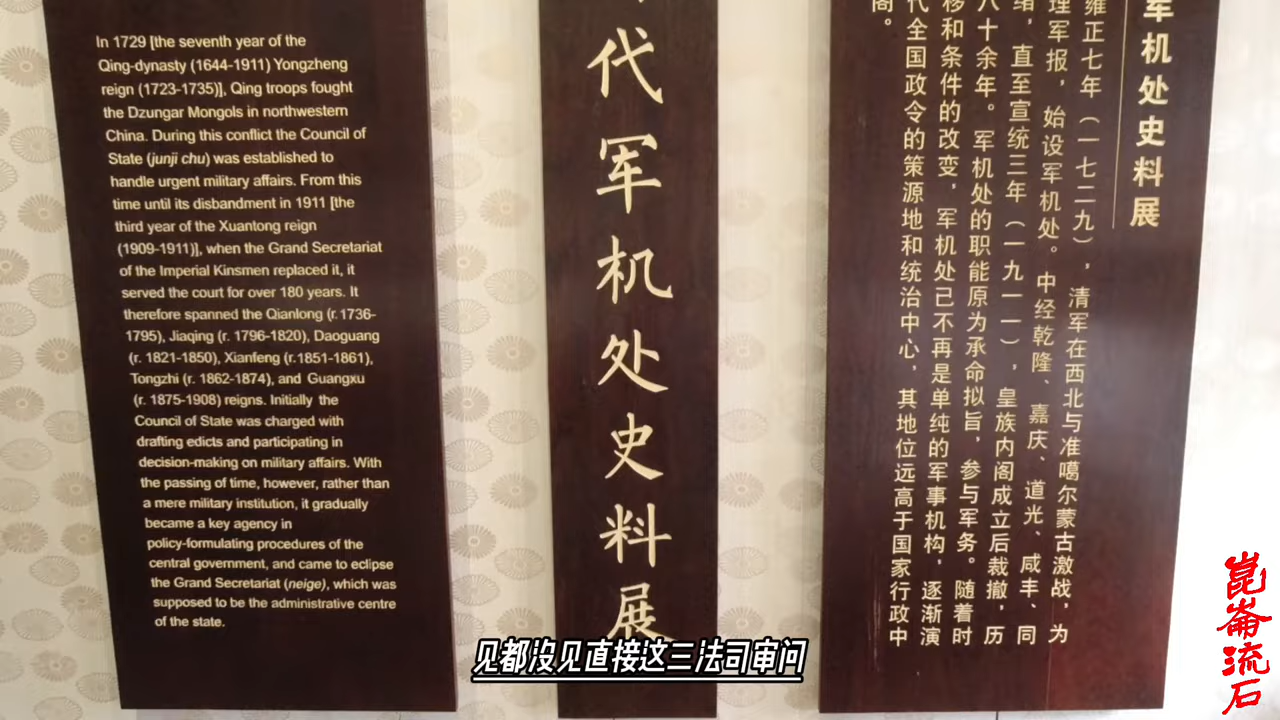 In 1729 [the seventh year of the
Qing-dynasty (1644-1911) Yongzheng
reign (1723-1735)], Qing troops fought
the Dzungar Mongols in northwestern
China. During this conflict the Council of
State (junji chu) was established to
handle urgent military affairs. From this
time until its disbandment in 1911 [the
third year of the Xuantong reign
(1909-1911)], when the Grand Secretariat
of the Imperial Kinsmen replaced it, it
served the court for over 180 years. It
therefore spanned the Qianlong (r. 1736-
1795), Jiaqing (r. 1796-1820), Daoguang
(r. 1821-1850), Xianfeng (r.1851-1861),
Tongzhi (r. 1862-1874), and Guangxu
(r. 1875-1908) reigns. Initially the
Council of State was charged with
drafting edicts and participating in
decision-making on military affairs. With
the passing of time, however, rather than
a mere military institution, it gradually
became a key agency in
policy-formulating procedures of the
central government, and came to eclipse
the Grand Secretariat (neige), which was
supposed to be the administrative centre
of the state.
代军机处史料展
军机处史料展
雍正七年（一七二九），清军在西北与准噶尔蒙古激战，为
理军报，始设军机处。中经乾隆、嘉庆、道光、咸丰、同
绪，直至宣统三年（一九一一），皇族内阁成立后裁撤，历
八十余年。军机处的职能原为承命拟旨，参与军务。随着时
移和条件的改变，军机处已不再是单纯的军事机构，逐渐演
代全国政令的策源地和统治中心，其地位远高于国家行政中
阁。
见都没见直接这三法司审问
崑崙流石